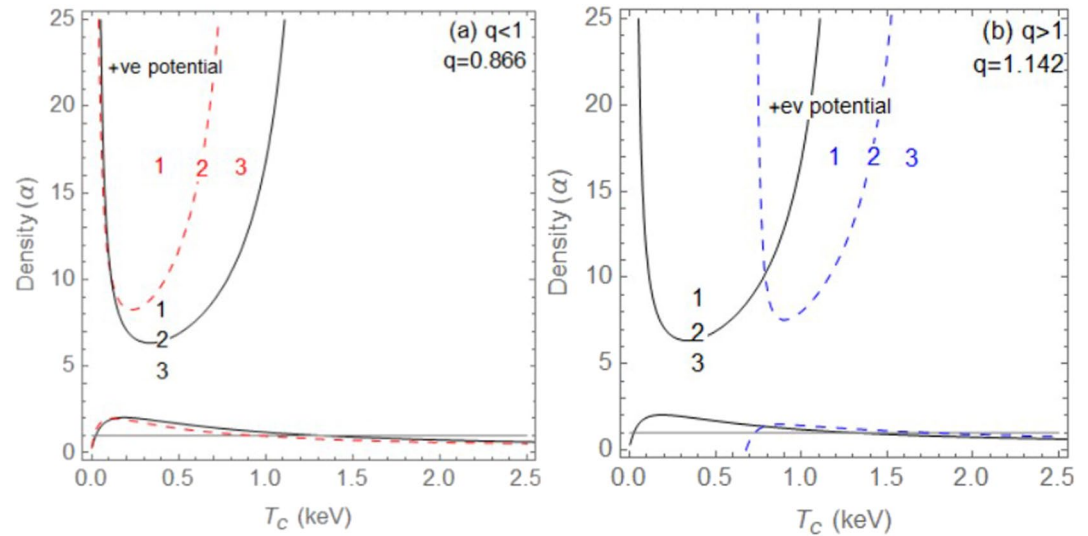 (a) q<1
q=0.866
+ve potential
1 2 3
1
2
3
Density (α)
25
20
15
10
5
0
0.0 0.5 1.0 1.5 2.0 2.5
T_C (keV)
(b) q>1
q=1.142
+ev potential
1 2 3
1
2
3
Density (α)
25
20
15
10
5
0
0.0 0.5 1.0 1.5 2.0 2.5
T_C (keV)